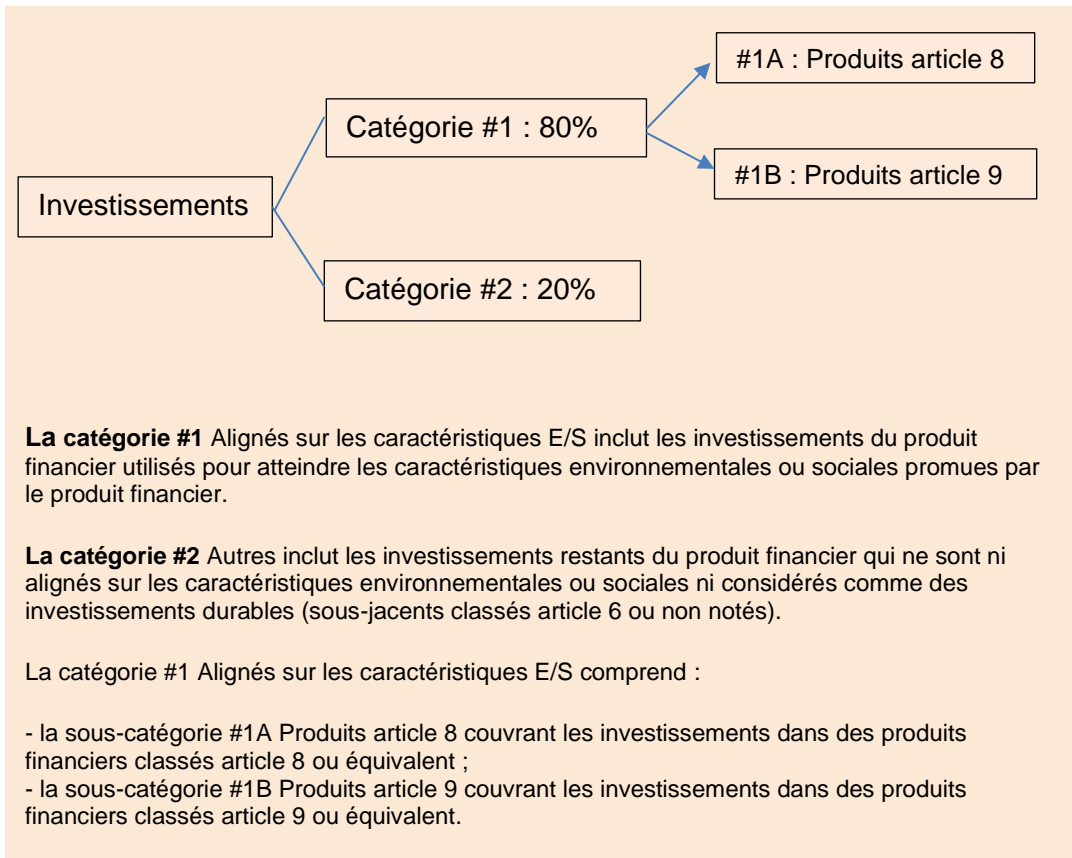 #1A : Produits article 8
Catégorie #1 : 80%
#1B : Produits article 9
Investissements
Catégorie #2 : 20%
La catégorie #1 Alignés sur les caractéristiques E/S inclut les investissements du produit
financier utilisés pour atteindre les caractéristiques environnementales ou sociales promues par
le produit financier.
La catégorie #2 Autres inclut les investissements restants du produit financier qui ne sont ni
alignés sur les caractéristiques environnementales ou sociales ni considérés comme des
investissements durables (sous-jacents classés article 6 ou non notés).
La catégorie #1 Alignés sur les caractéristiques E/S comprend :
- la sous-catégorie #1A Produits article 8 couvrant les investissements dans des produits
financiers classés article 8 ou équivalent ;
- la sous-catégorie #1B Produits article 9 couvrant les investissements dans des produits
financiers classés article 9 ou équivalent.